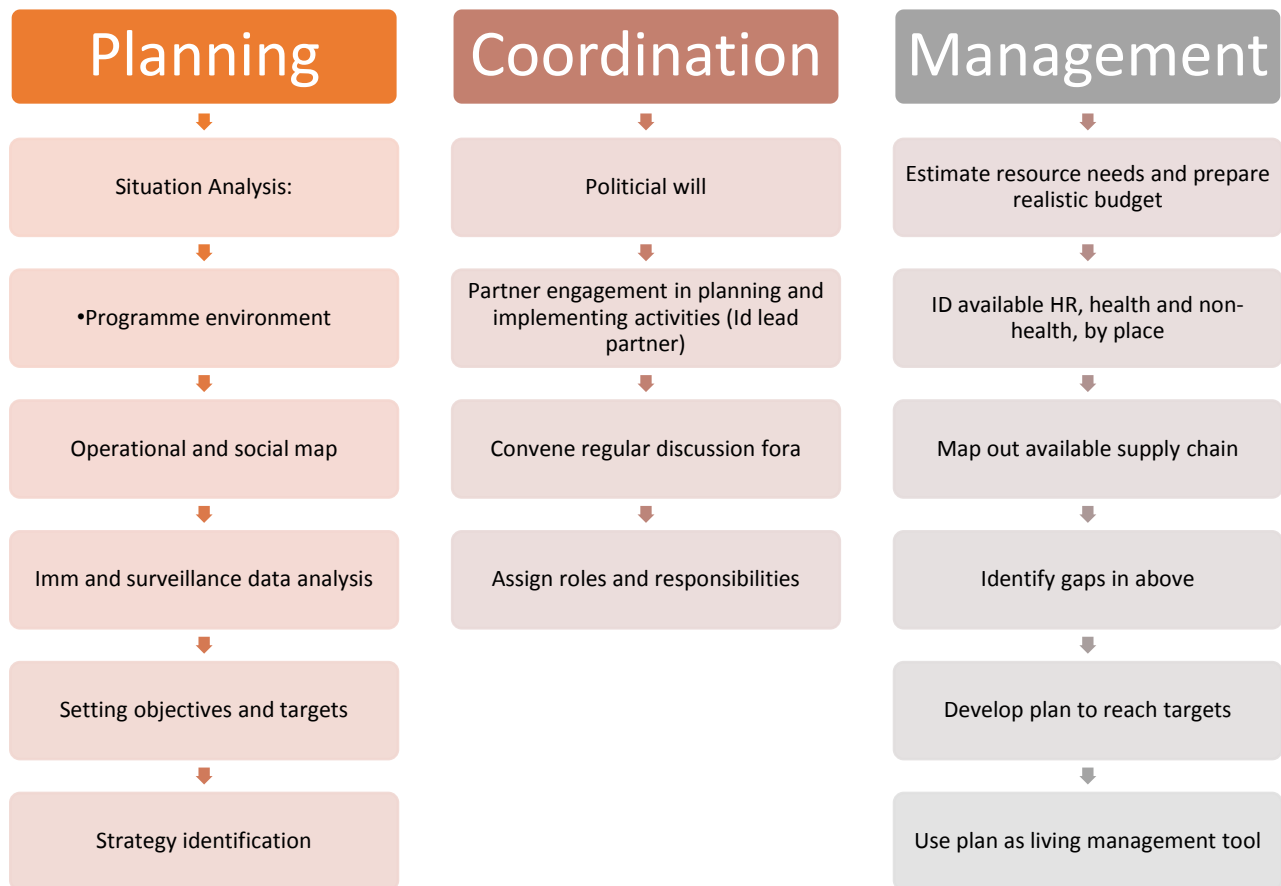 Planning
Situation Analysis:
•Programme environment
Operational and social map
Imm and surveillance data analysis
Setting objectives and targets
Strategy identification
Coordination
Politicial will
Partner engagement in planning and
implementing activities (Id lead
partner)
Convene regular discussion fora
Assign roles and responsibilities
Management
Estimate resource needs and prepare
realistic budget
ID available HR, health and non-
health, by place
Map out available supply chain
Identify gaps in above
Develop plan to reach targets
Use plan as living management tool